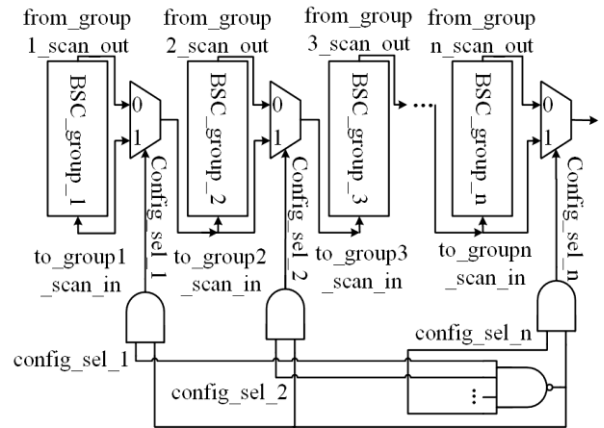 from_group from_group from_group from_group
1_scan_out 2_scan_out 3_scan_out n_scan_out
BSC_group_1
0
1
Config_sel_1
BSC_group_2
0
1
Config_sel_2
BSC_group_3
...
BSC_group_n
0
1
Config_sel_n
to_group1 to_group2 to_group3 to_groupn
_scan_in _scan_in _scan_in _scan_in
config_sel_n
config_sel_1
config_sel_2
...